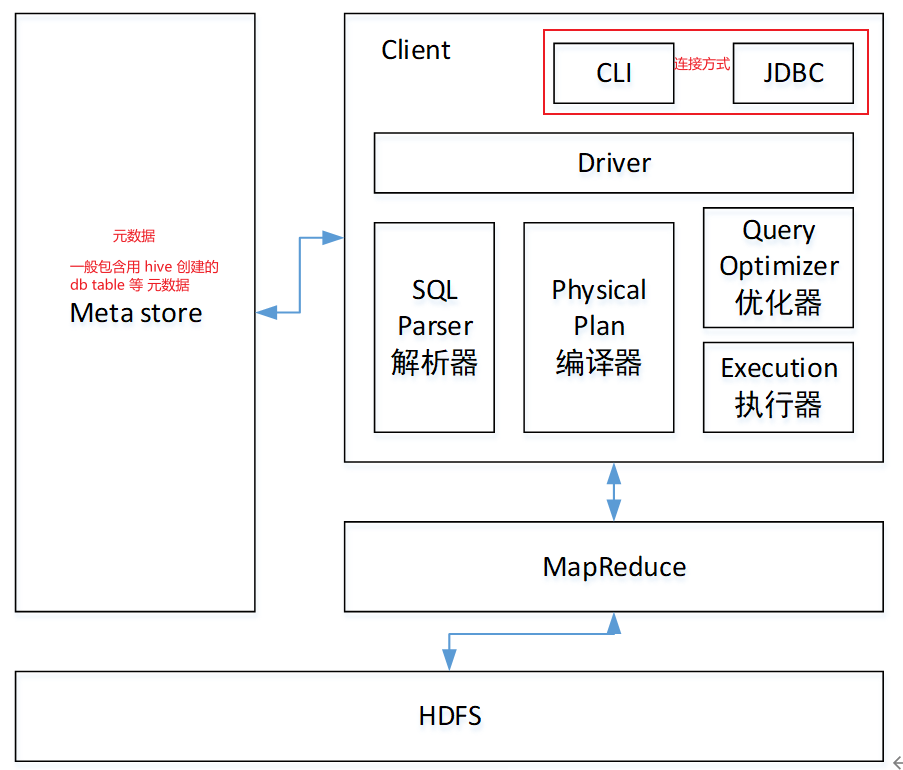 Client
CLI
连接方式
JDBC
Driver
元数据
一般包含用 hive 创建的
db table 等 元数据
Meta store
SQL
Parser
解析器
Physical
Plan
编译器
Query
Optimizer
优化器
Execution
执行器
MapReduce
HDFS